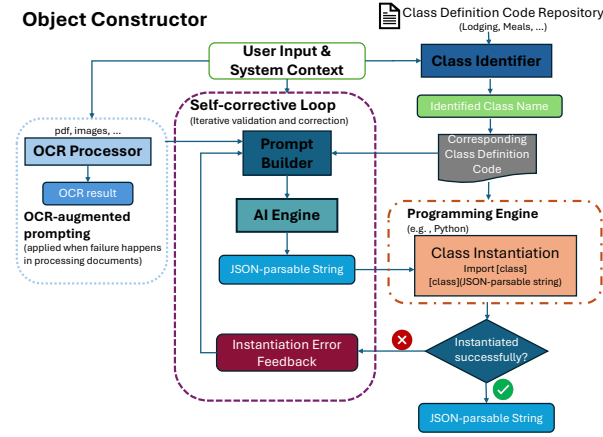 Object Constructor
Class Definition Code Repository
(Lodging, Meals, ...)
User Input &
System Context
Class Identifier
Identified Class Name
Self-corrective Loop
(Iterative validation and correction)
pdf, images, ...
OCR Processor
OCR result
OCR-augmented
prompting
(applied when failure happens
in processing documents)
Prompt
Builder
Corresponding
Class Definition
Code
AI Engine
JSON-parsable String
Programming Engine
(e.g. , Python)
Class Instantiation
Import [class]
[class](JSON-parsable string)
Instantiation Error
Feedback
Instantiated
successfully?
JSON-parsable String